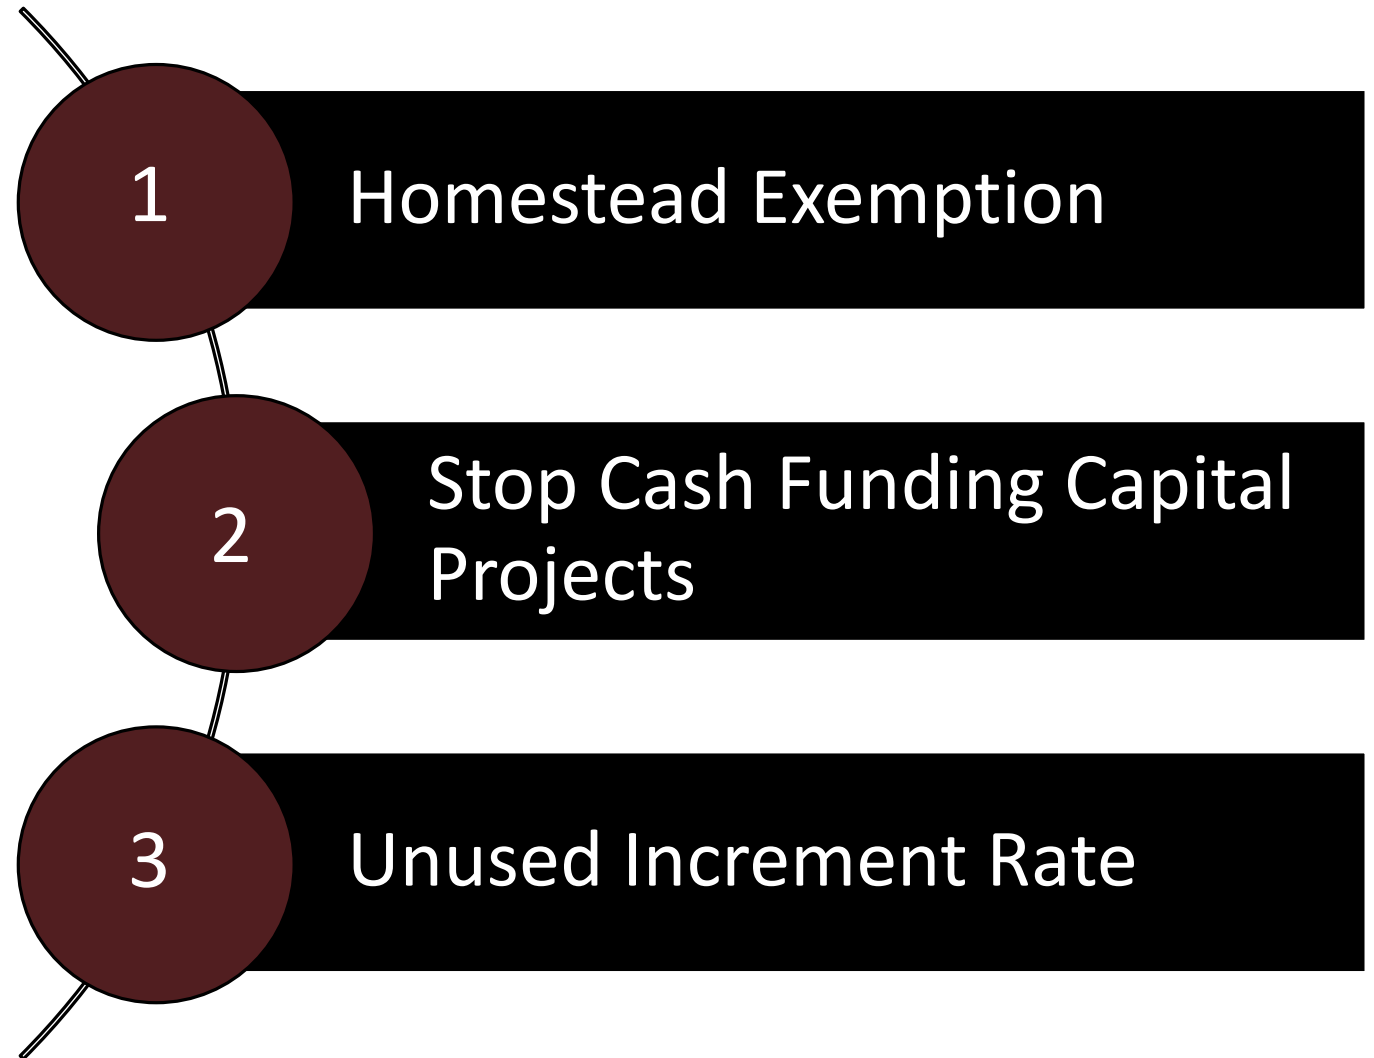 1
Homestead Exemption
2
Stop Cash Funding Capital
Projects
3
Unused Increment Rate